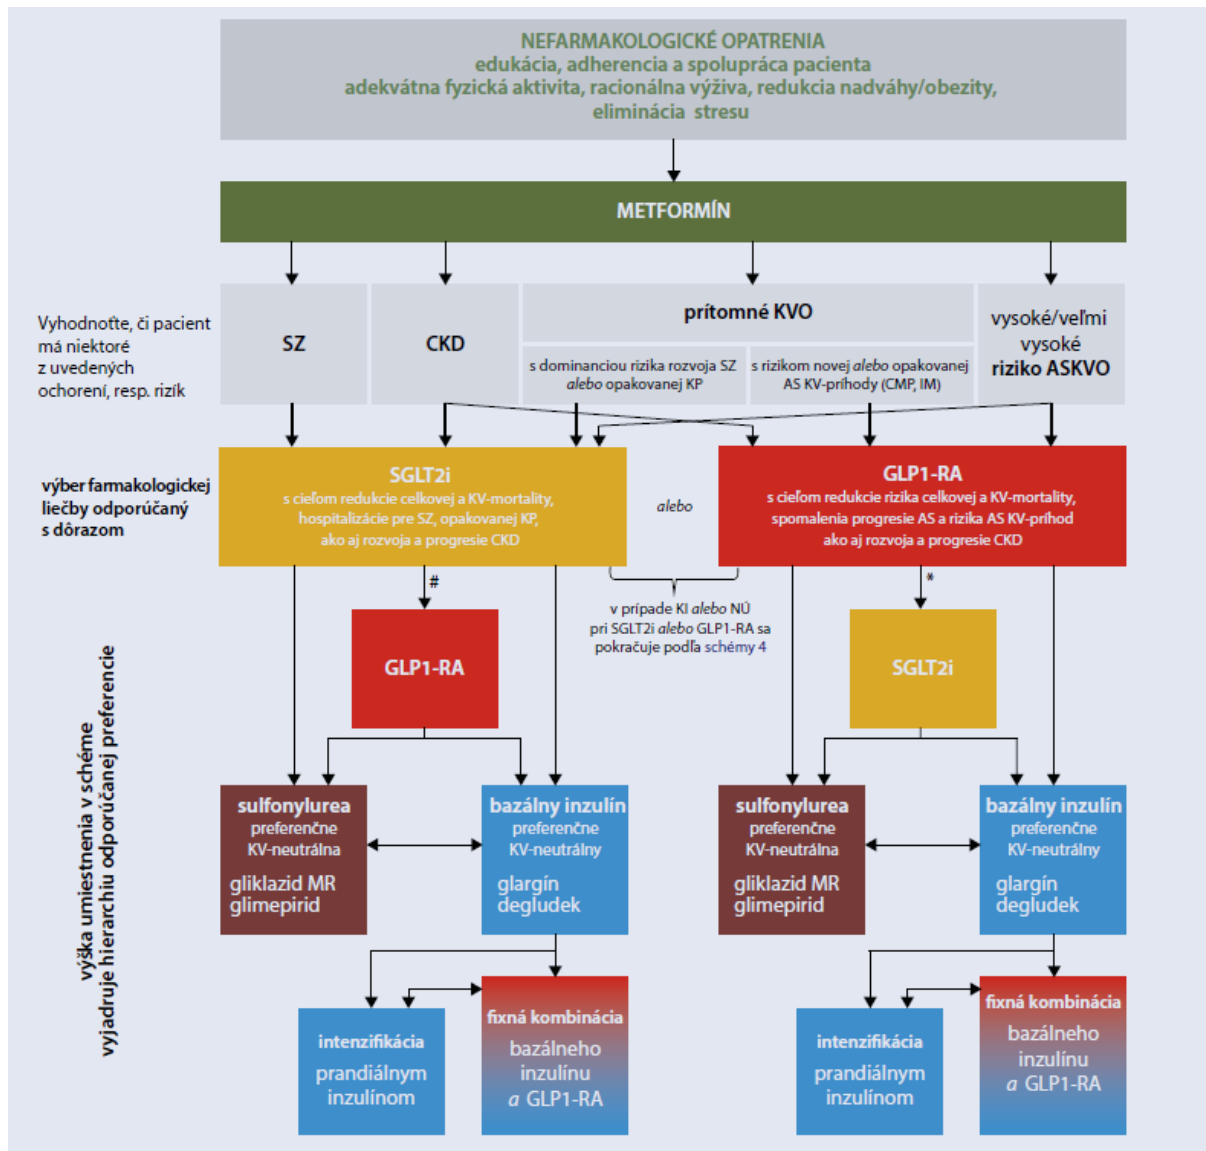 NEFARMAKOLOGICKÉ OPATRENIA
edukácia, adherencia a spolupráca pacienta
adekvátna fyzická aktivita, racionálna výživa, redukcia nadváhy/obezity,
eliminácia stresu
METFORMÍN
Vyhodnoťte, či pacient
má niektoré
z uvedených
ochorení, resp. rizík
SZ
CKD
prítomné KVO
s dominanciou rizika rozvoja SZ
alebo opakovanej KP
s rizikom novej alebo opakovanej
AS KV-príhody (CMP, IM)
vysoké/veľmi
vysoké
riziko ASKVO
výber farmakologickej
liečby odporúčaný
s dôrazom
SGLT2i
s cieľom redukcie celkovej a KV-mortality,
hospitalizácie pre SZ, opakovanej KP,
ako aj rozvoja a progresie CKD
alebo
GLP1-RA
s cieľom redukcie rizika celkovej a KV-mortality,
spomalenia progresie AS a rizika AS KV-príhod
ako aj rozvoja a progresie CKD
#
*
v prípade KI alebo NÚ
pri SGLT2i alebo GLP1-RA sa
pokračuje podľa schémy 4
GLP1-RA
SGLT2i
výška umiestnenia v schéme
vyjadruje hierarchiu odporúčanej preferencie
sulfonylurea
preferenčne
KV-neutrálna
gliklazid MR
glimepirid
bazálny inzulín
preferenčne
KV-neutrálny
glargín
degludek
sulfonylurea
preferenčne
KV-neutrálna
gliklazid MR
glimepirid
bazálny inzulín
preferenčne
KV-neutrálny
glargín
degludek
intenzifikácia
prandiálnym
inzulínom
fixná kombinácia
bazálneho
inzulínu
a GLP1-RA
intenzifikácia
prandiálnym
inzulínom
fixná kombinácia
bazálneho
inzulínu
a GLP1-RA